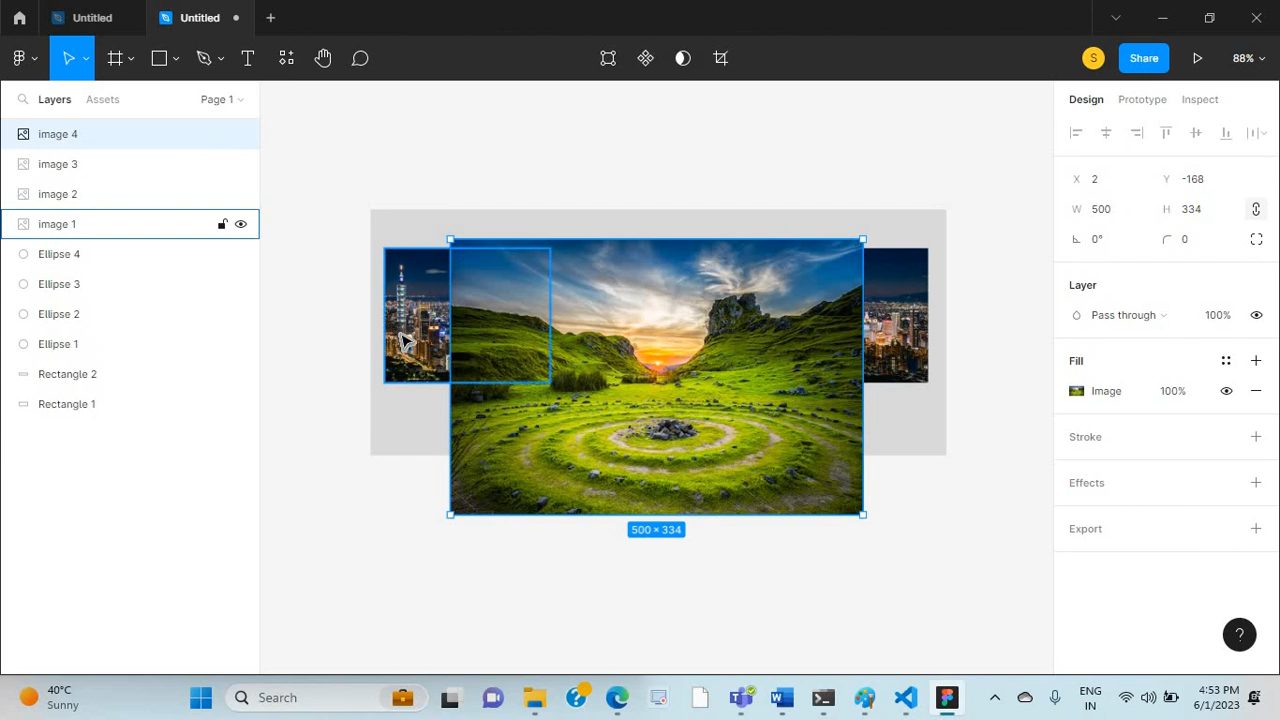 Untitled
Untitled
Share
S
88%
Layers
Assets
Page 1
Design
Prototype
Inspect
image 4
image 3
image 2
image 1
Ellipse 4
Ellipse 3
Ellipse 2
Ellipse 1
Rectangle 2
Rectangle 1
X 2
Y -168
W 500
H 334
0°
0
Layer
Pass through
100%
Fill
Image
100%
Stroke
Effects
Export
500 × 334
?
40°C
Sunny
Search
ENG
IN
4:53 PM
6/1/2023